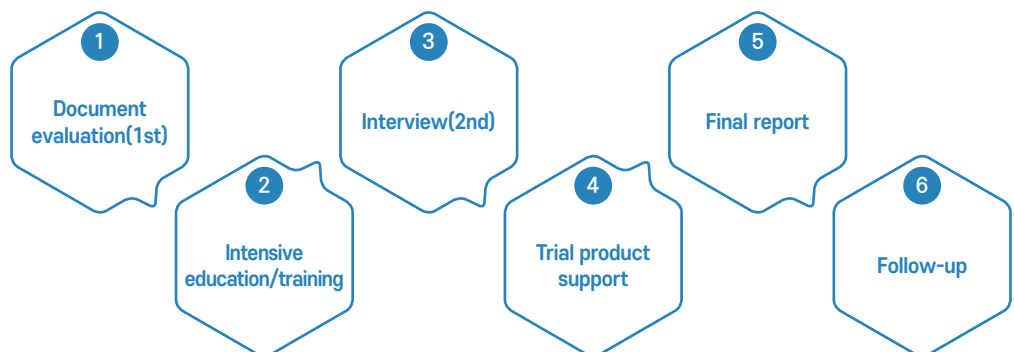 1
Document
evaluation(1st)
2
Intensive
education/training
3
Interview(2nd)
4
Trial product
support
5
Final report
6
Follow-up